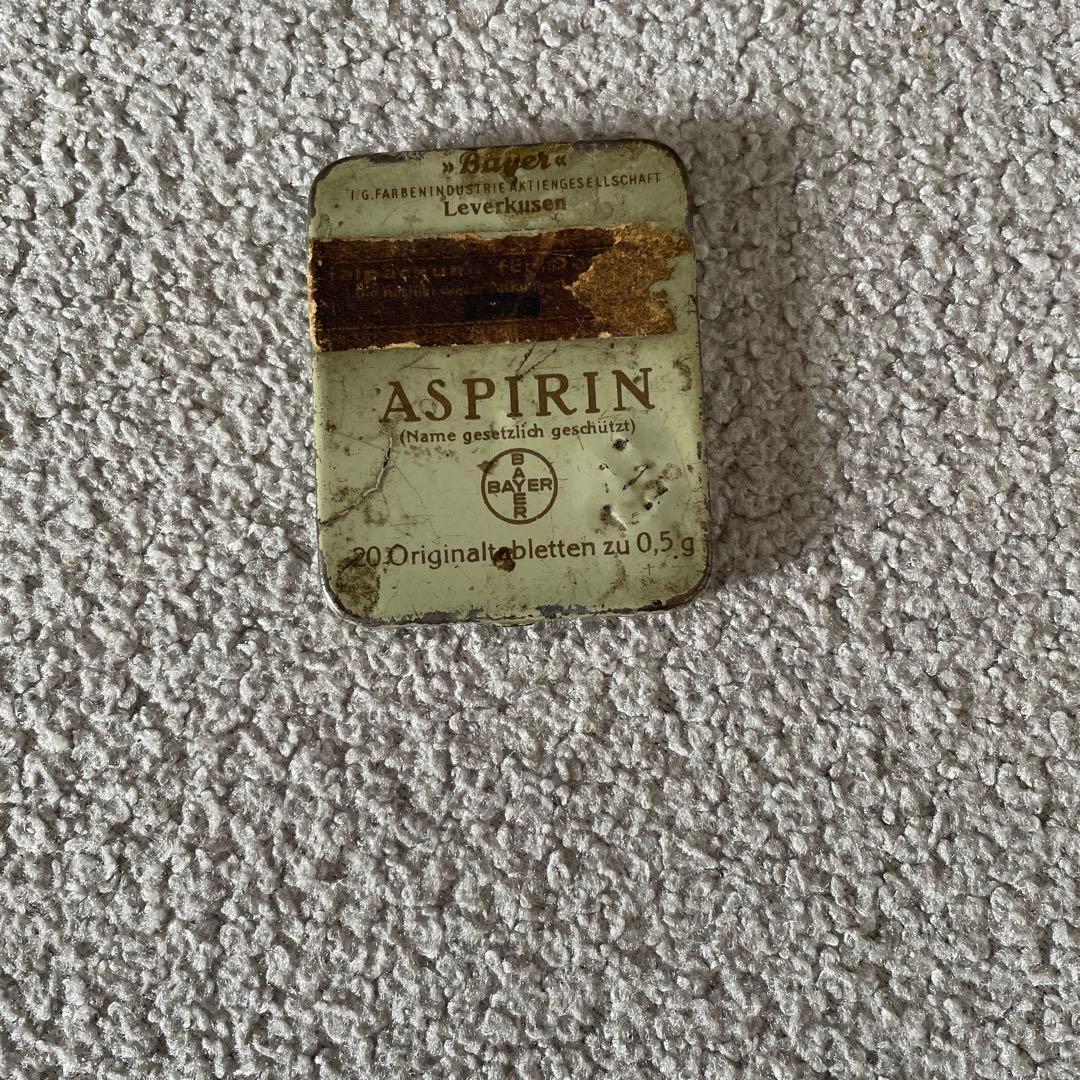 »Bayer«
I.G.FARBENINDUSTRIE AKTIENGESELLSCHAFT
Leverkusen
ASPIRIN
(Name gesetzlich geschützt)
BAYER
BAYER
20 Originaltabletten zu 0,5 g